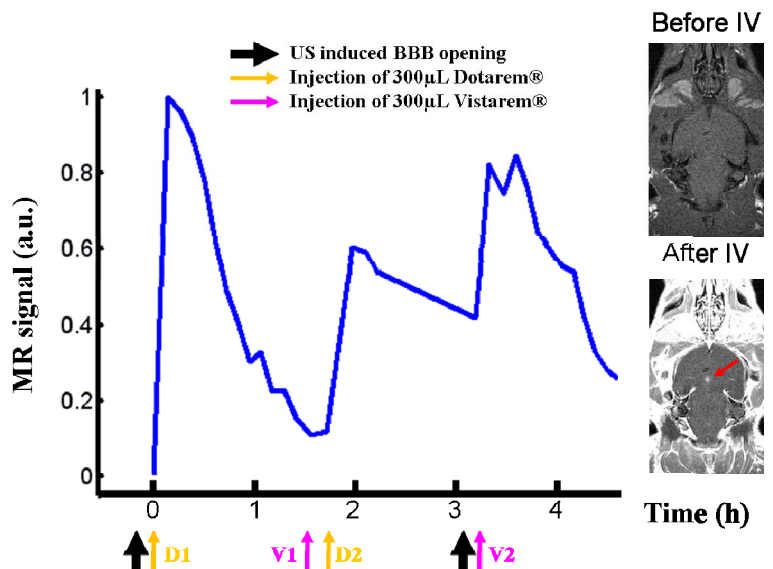 Before IV
US induced BBB opening
Injection of 300µL Dotarem®
Injection of 300µL Vistarem®
1
0.8
0.6
0.4
0.2
0
MR signal (a.u.)
After IV
0 1 2 3 4
Time (h)
D1 V1 D2 V2